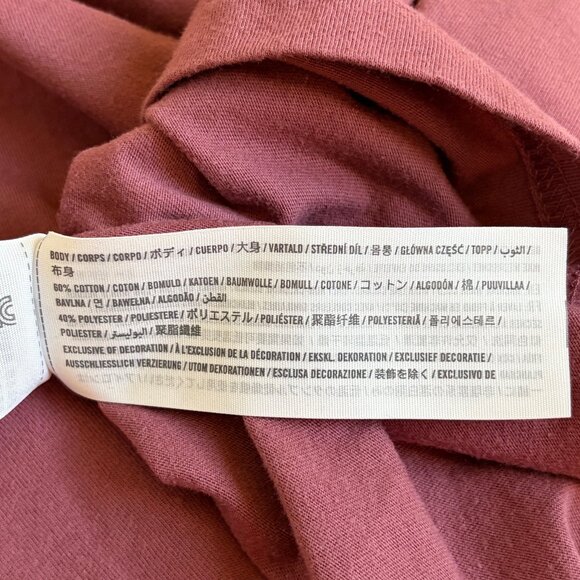 BODY / CORPS / CORPO / ボディ / CUERPO / 大身 / VARTALO / STŘEDNÍ DÍL / 몸통 / GŁÓWNA CZĘŚĆ / TOPP / الثوب /
布身
60% COTTON / COTON / BOMULD / KATOEN / BAUMWOLLE / BOMULL / COTONE / コットン / ALGODÓN / 棉 / PUUVILLAA /
BAVLNA / 면 / BAWEŁNA / ALGODÃO / القطن
40% POLYESTER / POLIESTERE / ポリエステル / POLIÉSTER / 聚酯纤维 / POLYESTERIÄ / 폴리에스테르 /
POLIESTER / البوليستر / 聚脂纖維
EXCLUSIVE OF DECORATION / À L'EXCLUSION DE LA DÉCORATION / EKSKL. DEKORATION / EXCLUSIEF DECORATIE /
AUSSCHLIESSLICH VERZIERUNG / UTOM DEKORATIONEN / ESCLUSA DECORAZIONE / 装飾を除く / EXCLUSIVO DE